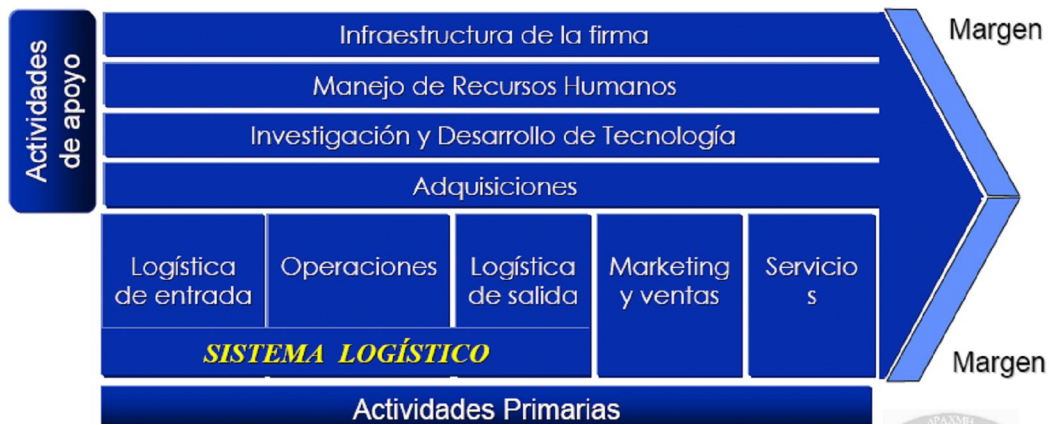 Actividades
de apoyo
Infraestructura de la firma
Margen
Manejo de Recursos Humanos
Investigación y Desarrollo de Tecnología
Adquisiciones
Logística
de entrada
Operaciones
Logística
de salida
Marketing
y ventas
Servicio
s
SISTEMA LOGÍSTICO
Margen
Actividades Primarias